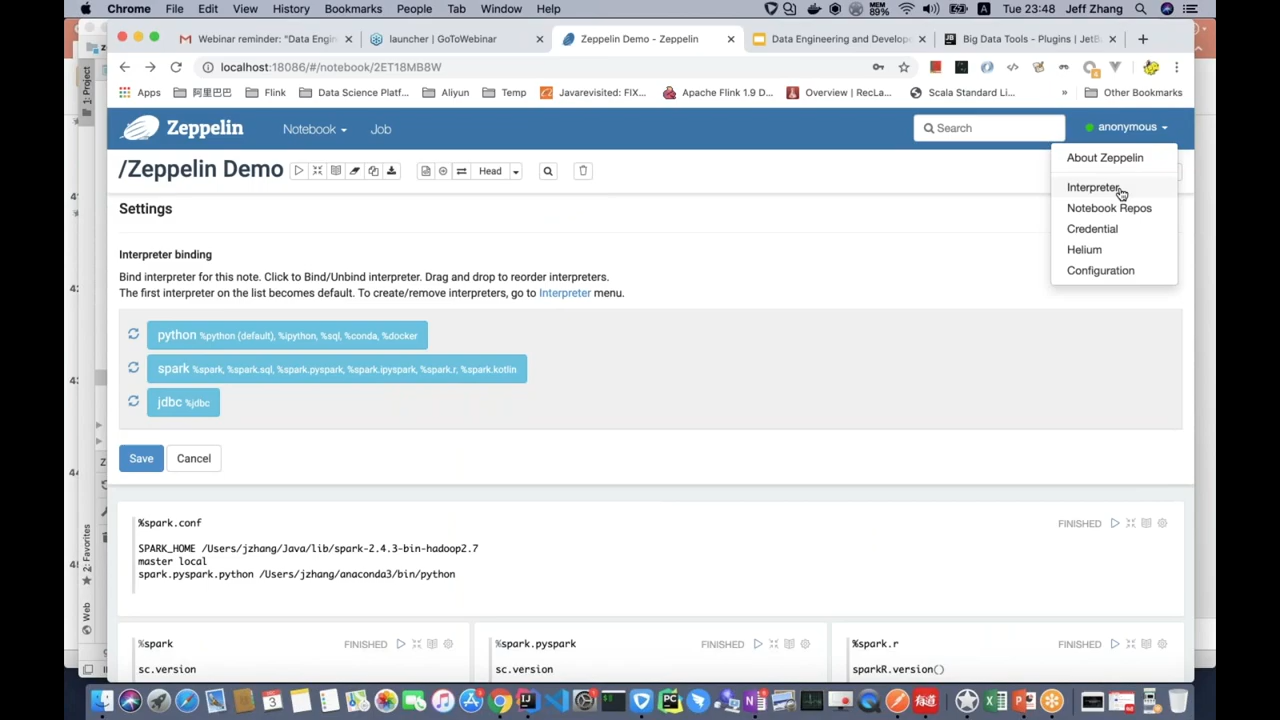 Chrome File Edit View History Bookmarks People Tab Window Help MEM 89% A Tue 23:48 Jeff Zhang
Webinar reminder: "Data Engin launcher | GoToWebinar Zeppelin Demo - Zeppelin Data Engineering and Develop Big Data Tools - Plugins | JetB
localhost:18086/#/notebook/2ET18MB8W
Apps 阿里巴巴 Flink Data Science Platf... Aliyun Temp Javarevisited: FIX... Apache Flink 1.9 D... Overview | RecLa... Scala Standard Li... » Other Bookmarks
Zeppelin Notebook Job Search anonymous
/Zeppelin Demo Head
About Zeppelin
Interpreter
Notebook Repos
Credential
Helium
Configuration
Settings
Interpreter binding
Bind interpreter for this note. Click to Bind/Unbind interpreter. Drag and drop to reorder interpreters.
The first interpreter on the list becomes default. To create/remove interpreters, go to Interpreter menu.
python %python (default), %ipython, %sql, %conda, %docker
spark %spark, %spark.sql, %spark.pyspark, %spark.ipyspark, %spark.r, %spark.kotlin
jdbc %jdbc
Save Cancel
%spark.conf FINISHED
SPARK_HOME /Users/jzhang/Java/lib/spark-2.4.3-bin-hadoop2.7
master local
spark.pyspark.python /Users/jzhang/anaconda3/bin/python
%spark FINISHED %spark.pyspark FINISHED %spark.r FINISHED
sc.version sc.version sparkR.version()
1: Project
2: Favorites
Web